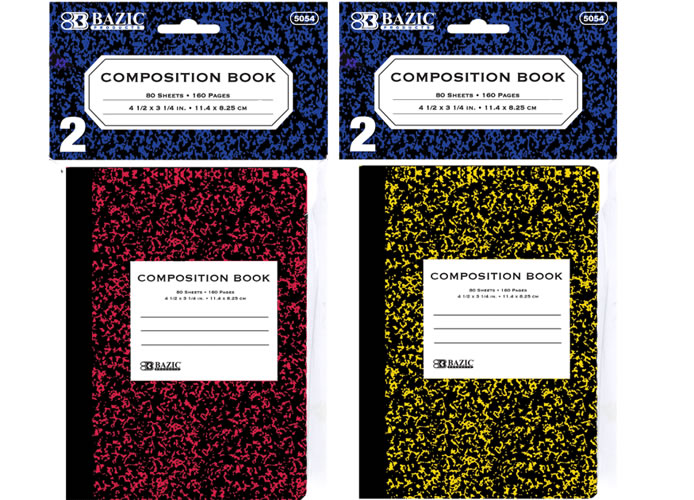 BAZIC
PRODUCTS
5054
COMPOSITION BOOK
80 SHEETS • 160 PAGES
4 1/2 X 3 1/4 IN. • 11.4 X 8.25 CM
2
COMPOSITION BOOK
80 SHEETS • 160 PAGES
4 1/2 X 3 1/4 IN. • 11.4 X 8.25 CM
BAZIC
PRODUCTS
BAZIC
PRODUCTS
5054
COMPOSITION BOOK
80 SHEETS • 160 PAGES
4 1/2 X 3 1/4 IN. • 11.4 X 8.25 CM
2
COMPOSITION BOOK
80 SHEETS • 160 PAGES
4 1/2 X 3 1/4 IN. • 11.4 X 8.25 CM
BAZIC
PRODUCTS